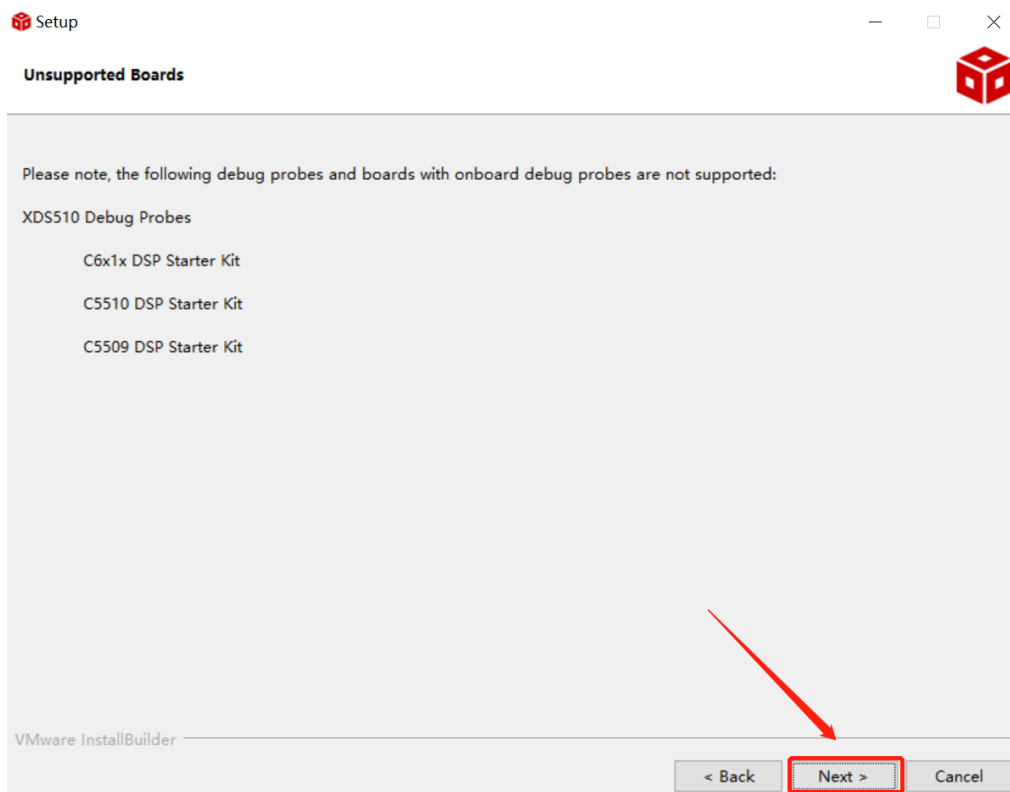 Setup
Unsupported Boards
Please note, the following debug probes and boards with onboard debug probes are not supported:
XDS510 Debug Probes
C6x1x DSP Starter Kit
C5510 DSP Starter Kit
C5509 DSP Starter Kit
VMware InstallBuilder
< Back Next > Cancel